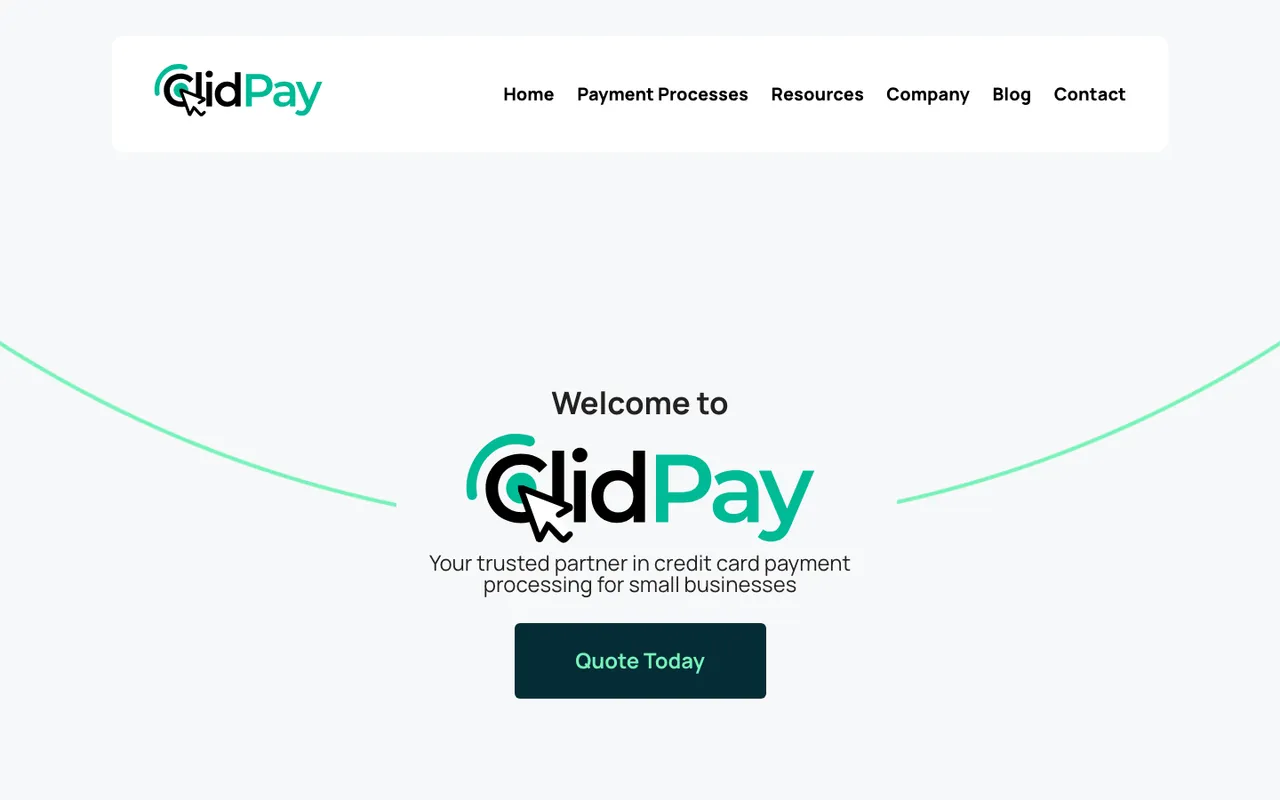 ClidPay
Home Payment Processes Resources Company Blog Contact
Welcome to
ClidPay
Your trusted partner in credit card payment
processing for small businesses
Quote Today